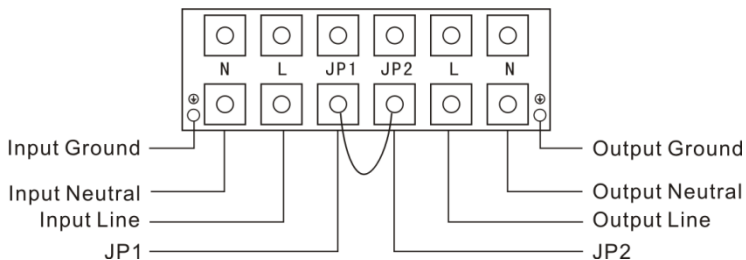 N L JP1 JP2 L N
Input Ground Output Ground
Input Neutral Output Neutral
Input Line Output Line
JP1 JP2